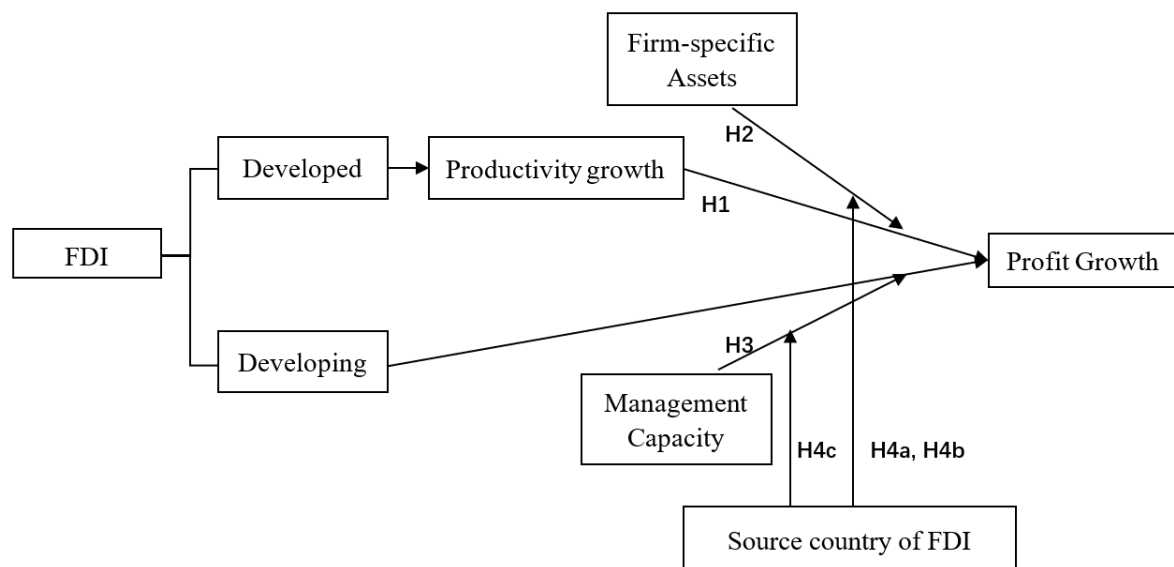 Firm-specific
Assets
H2
Developed
Productivity growth
H1
FDI
Profit Growth
Developing
H3
Management
Capacity
H4c
H4a, H4b
Source country of FDI